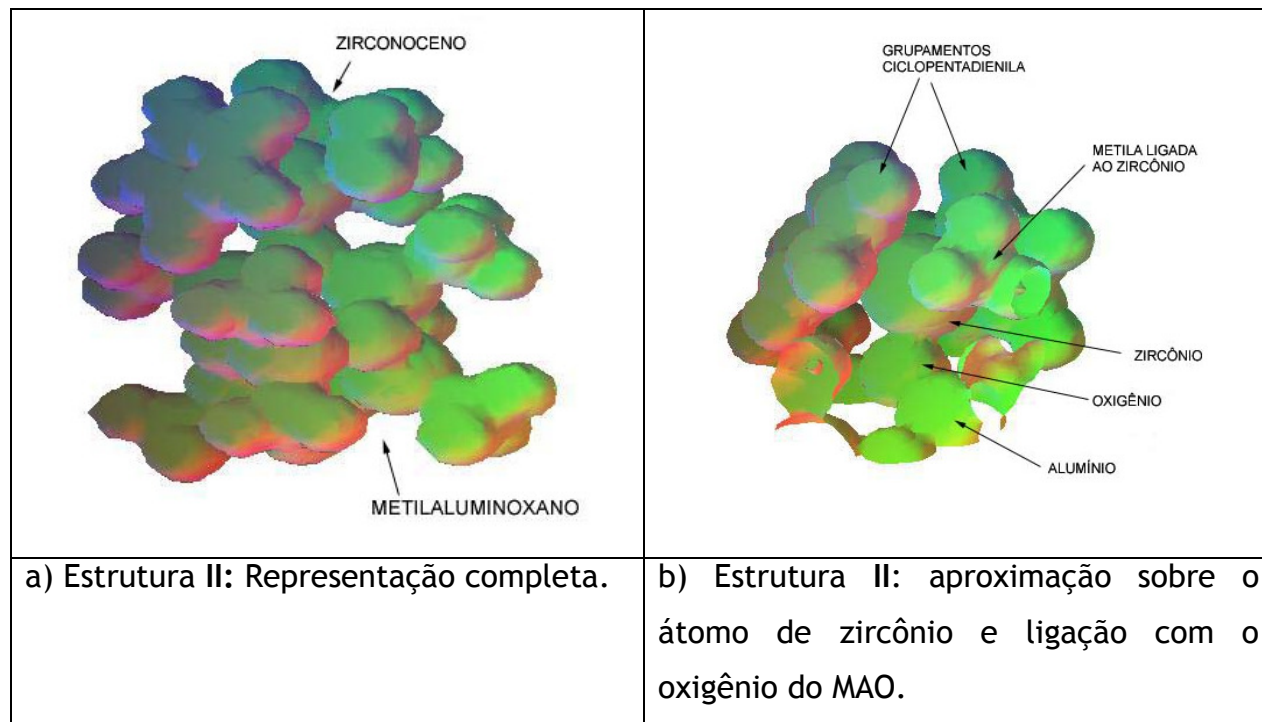 ZIRCONOCENO
METILALUMINOXANO
GRUPAMENTOS
CICLOPENTADIENILA
METILA LIGADA
AO ZIRCÔNIO
ZIRCÔNIO
OXIGÊNIO
ALUMÍNIO
a) Estrutura II: Representação completa.
b) Estrutura II: aproximação sobre o
átomo de zircônio e ligação com o
oxigênio do MAO.